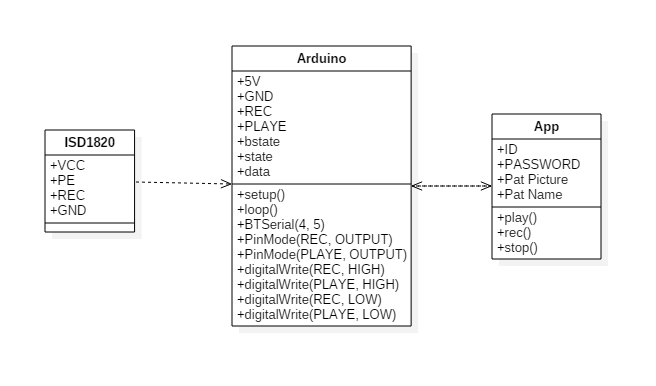 ISD1820
+VCC
+PE
+REC
+GND
Arduino
+5V
+GND
+REC
+PLAYE
+bstate
+state
+data
+setup()
+loop()
+BTSerial(4, 5)
+PinMode(REC, OUTPUT)
+PinMode(PLAYE, OUTPUT)
+digitalWrite(REC, HIGH)
+digitalWrite(PLAYE, HIGH)
+digitalWrite(REC, LOW)
+digitalWrite(PLAYE, LOW)
App
+ID
+PASSWORD
+Pat Picture
+Pat Name
+play()
+rec()
+stop()